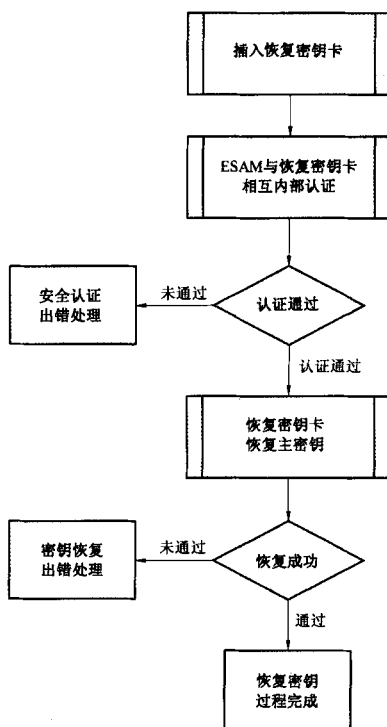 插入恢复密钥卡
ESAM与恢复密钥卡
相互内部认证
未通过
安全认证
出错处理
认证通过
认证通过
恢复密钥卡
恢复主密钥
未通过
密钥恢复
出错处理
恢复成功
通过
恢复密钥
过程完成